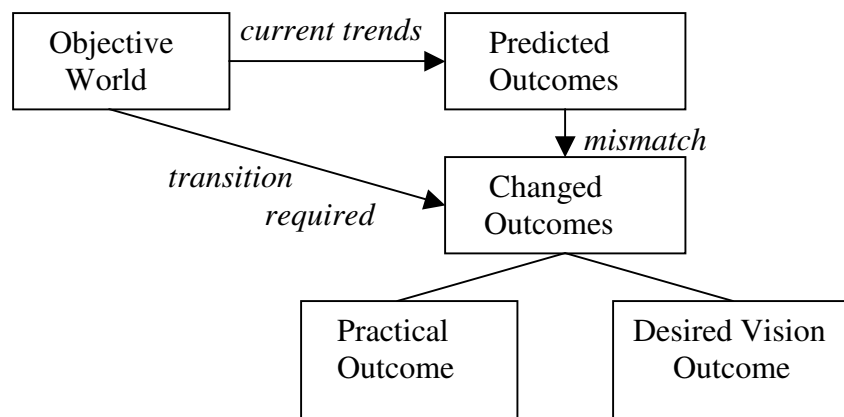 Objective
World
current trends
Predicted
Outcomes
mismatch
transition
required
Changed
Outcomes
Practical
Outcome
Desired Vision
Outcome